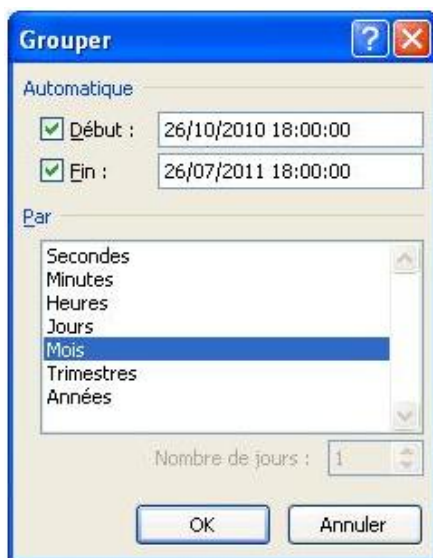 Grouper
Automatique
Début : 26/10/2010 18:00:00
Fin : 26/07/2011 18:00:00
Par
Secondes
Minutes
Heures
Jours
Mois
Trimestres
Années
Nombre de jours : 1
OK Annuler